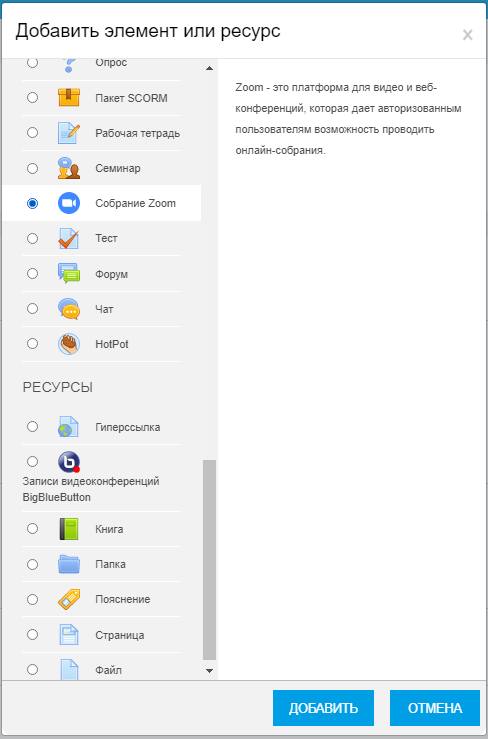 Добавить элемент или ресурс
×
Опрос
Пакет SCORM
Рабочая тетрадь
Семинар
Собрание Zoom
Тест
Форум
Чат
HotPot
РЕСУРСЫ
Гиперссылка
Записи видеоконференций
BigBlueButton
Книга
Папка
Пояснение
Страница
Файл
Zoom - это платформа для видео и веб-
конференций, которая дает авторизованным
пользователям возможность проводить
онлайн-собрания.
ДОБАВИТЬ
ОТМЕНА